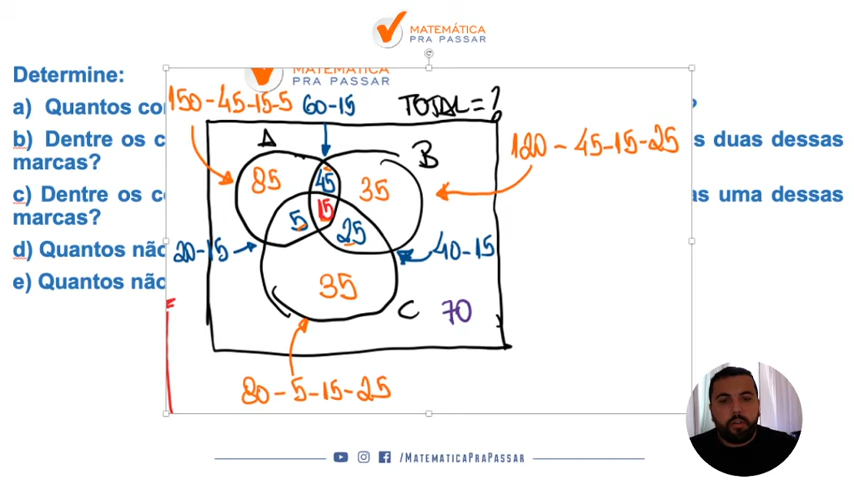 MATEMÁTICA
PRA PASSAR
Determine:
MATEMÁTICA
PRA PASSAR
a) Quantos co
?
150-45-15-5
60-15
TOTAL = ?
b) Dentre os c
s duas dessas
marcas?
A
B
120-45-15-25
85
45
35
c) Dentre os c
as uma dessas
marcas?
15
5
25
d) Quantos não
20-15
40-15
e) Quantos não
35
C
70
80-5-15-25
/MATEMATICAPRAPASSAR